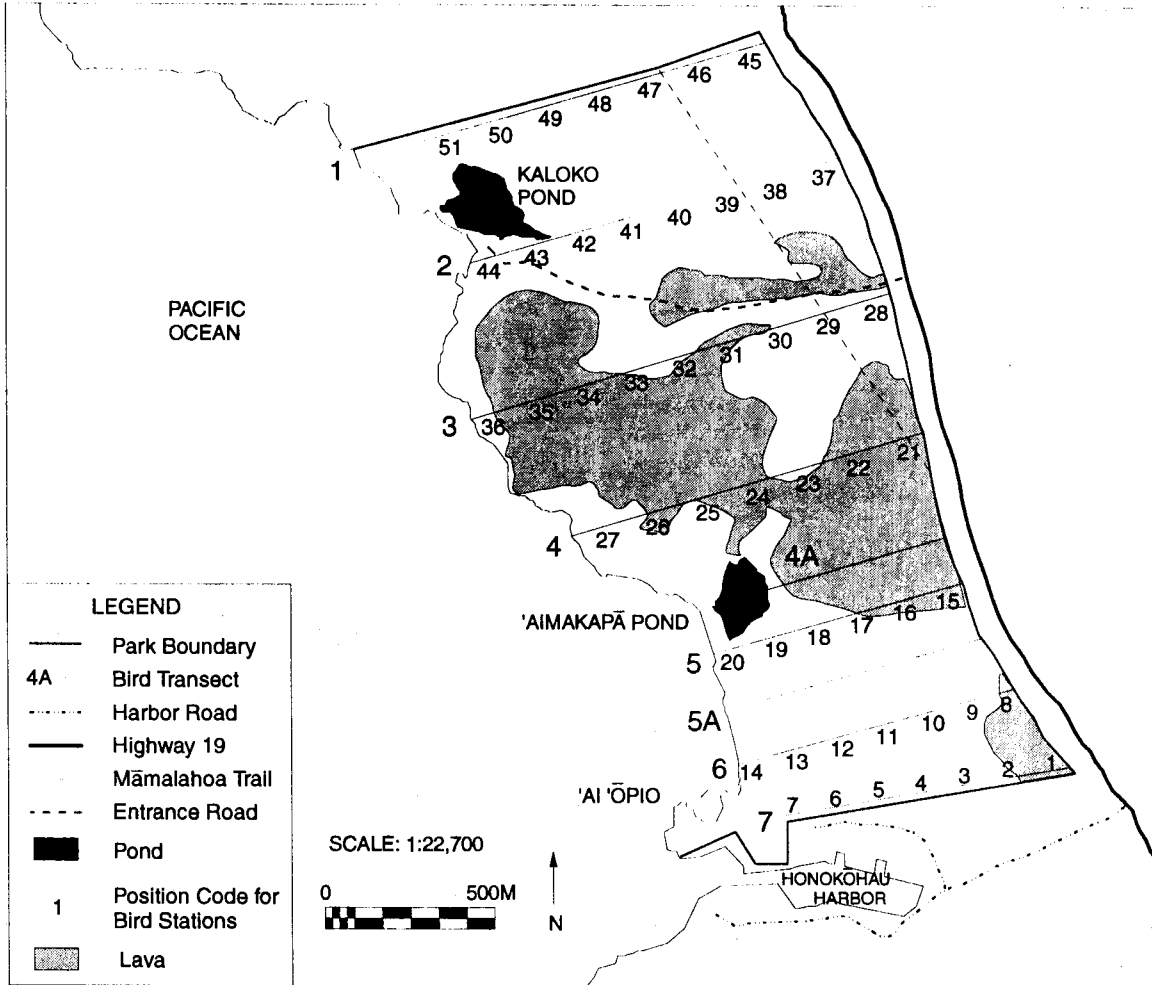 45
46
47
48
49
50
51
1
KALOKO
POND
37
38
39
40
41
42
43
44
2
PACIFIC
OCEAN
28
29
30
31
32
33
34
35
36
3
21
22
23
24
25
26
27
4
4A
'AIMAKAPĀ POND
15
16
17
18
19
20
5
5A
8
9
10
11
12
13
14
6
'AI 'ŌPIO
1
2
3
4
5
6
7
7
HONOKŌHAU
HARBOR
LEGEND
Park Boundary
4A Bird Transect
Harbor Road
Highway 19
Māmalahoa Trail
Entrance Road
Pond
1 Position Code for
Bird Stations
Lava
SCALE: 1:22,700
0 500M
N